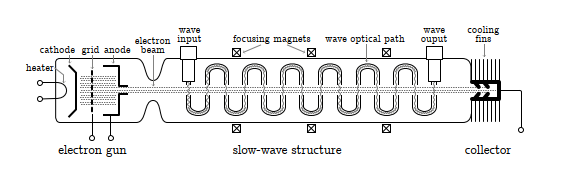 wave
input
electron
beam
focusing magnets
wave optical path
wave
ouput
cooling
fins
cathode
grid
anode
heater
electron gun
slow-wave structure
collector